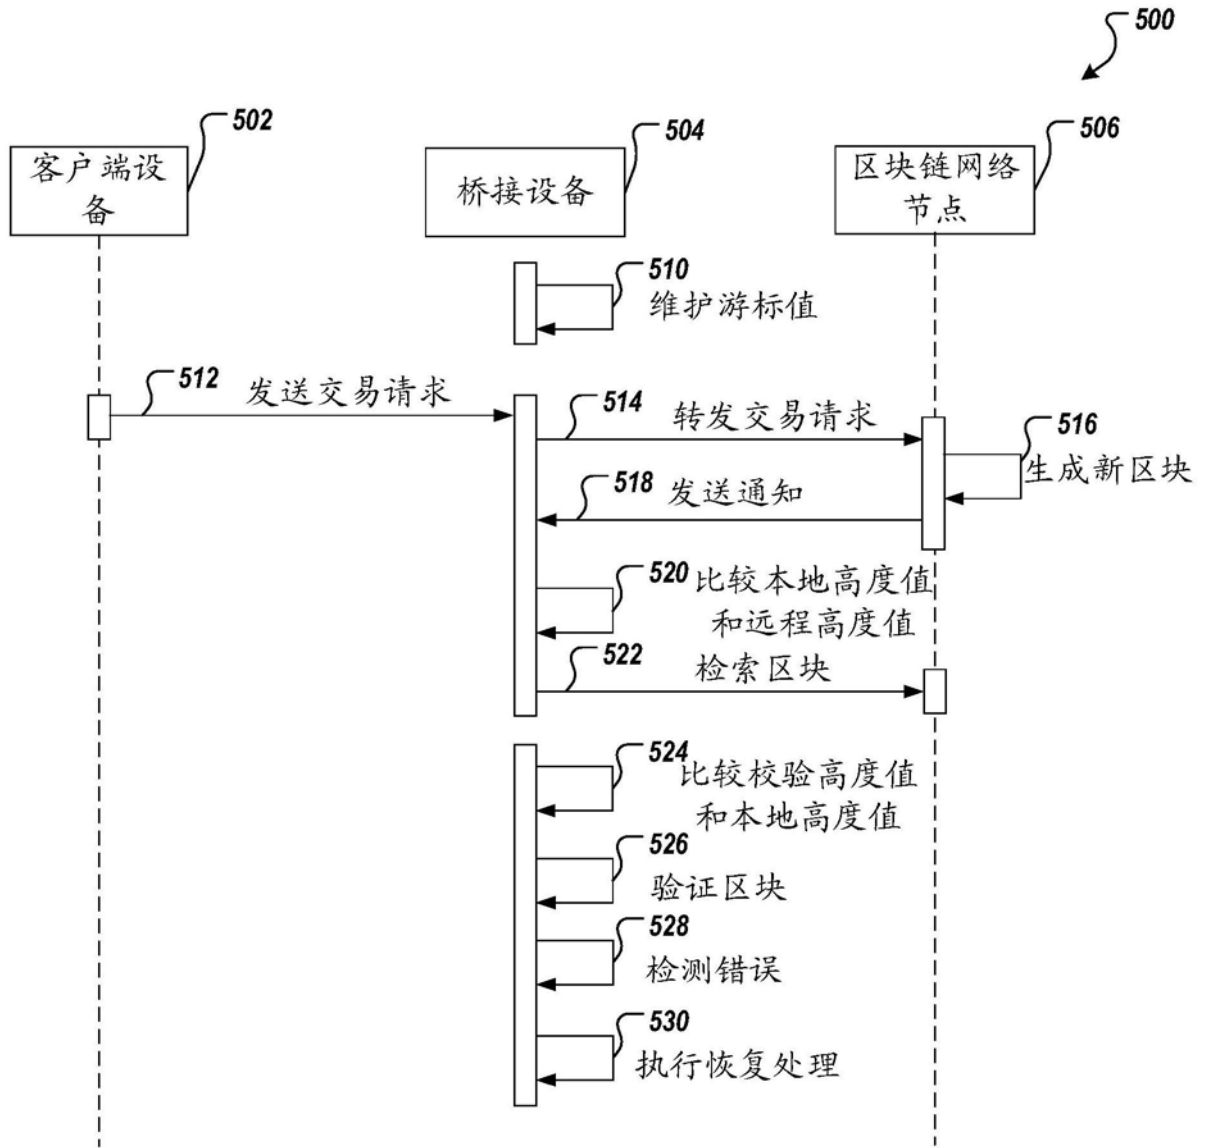 500
502
504
506
客户端设
备
桥接设备
区块链网络
节点
510
维护游标值
512
发送交易请求
514
转发交易请求
516
生成新区块
518
发送通知
520
比较本地高度值
和远程高度值
522
检索区块
524
比较校验高度值
和本地高度值
526
验证区块
528
检测错误
530
执行恢复处理